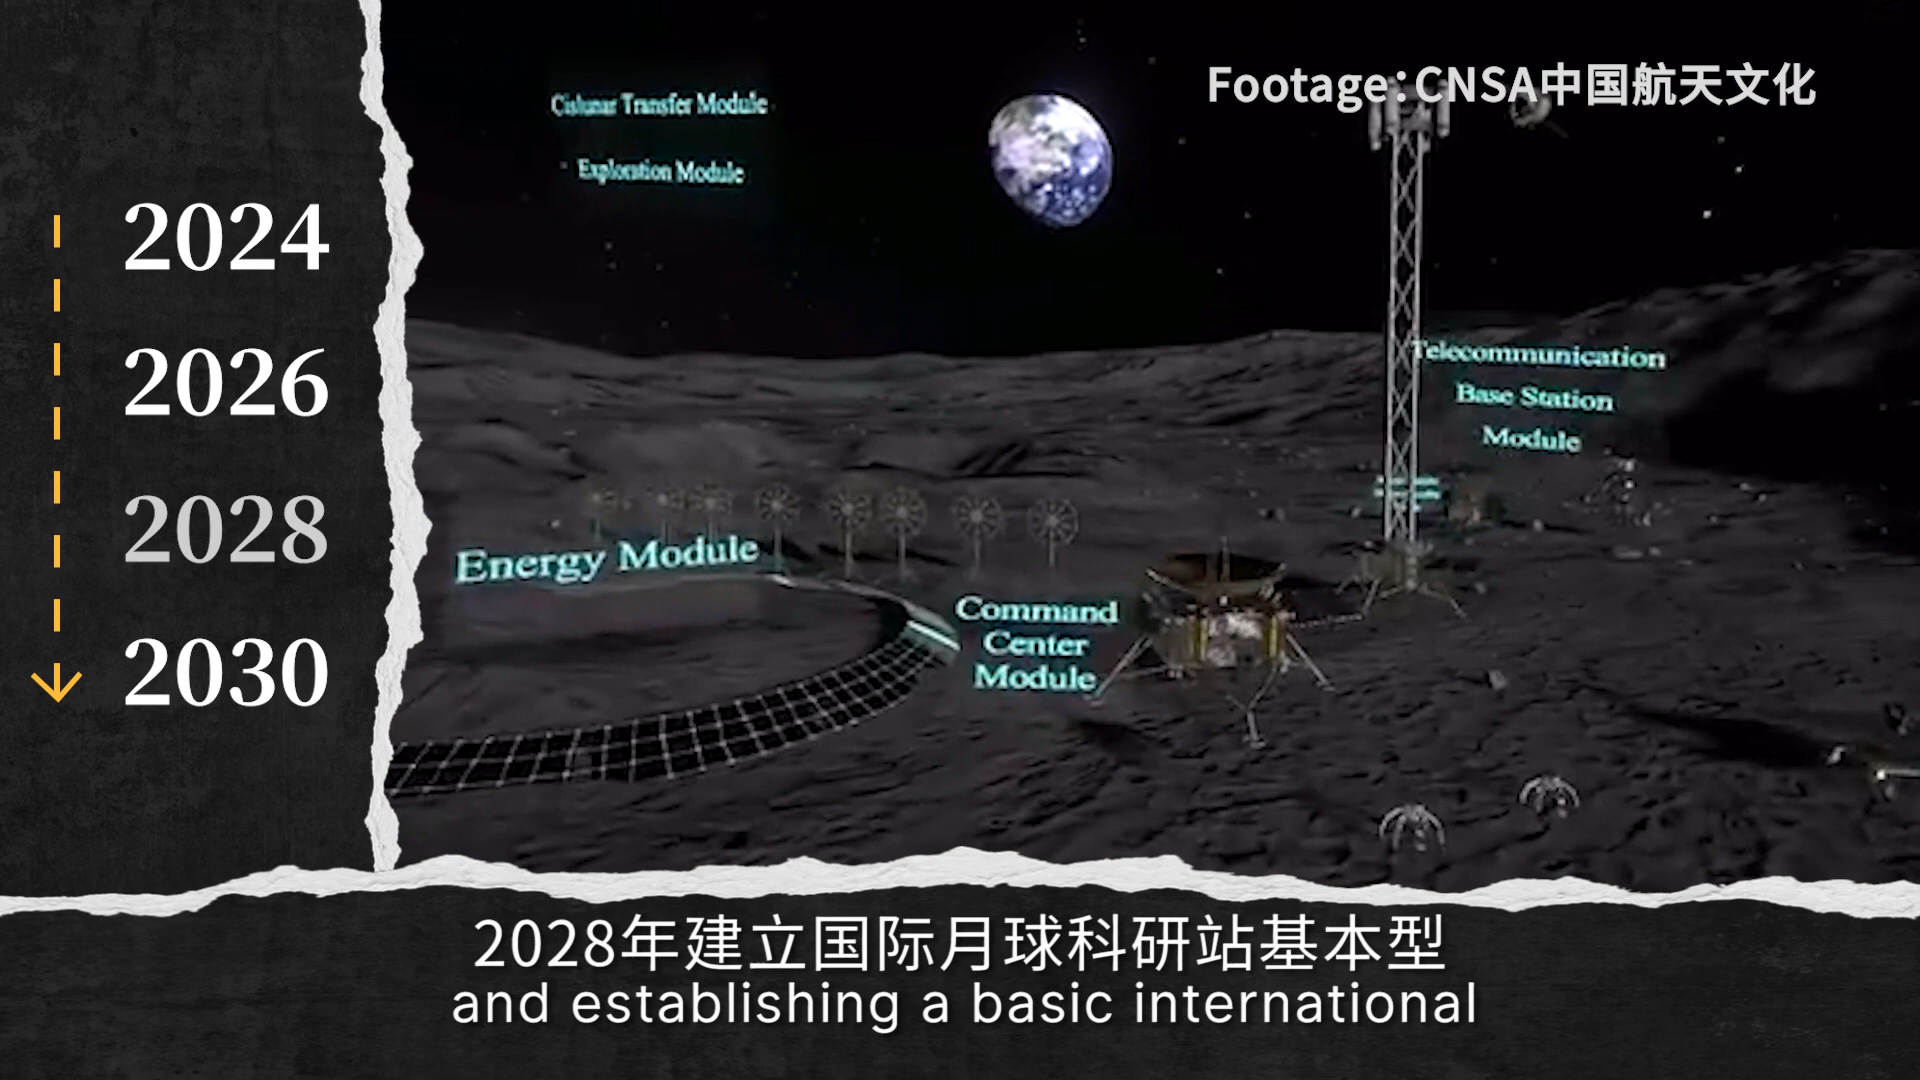 Footage:CNSA中国航天文化
Cislunar Transfer Module
Exploration Module
2024
2026
2028
2030
Telecommunication
Base Station
Module
Energy Module
Command
Center
Module
2028年建立国际月球科研站基本型
and establishing a basic international